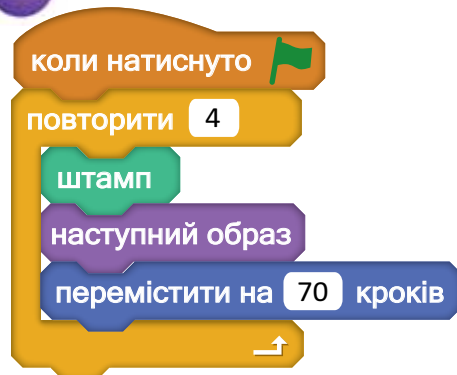 коли натиснуто
повторити 4
штамп
наступний образ
перемістити на 70 кроків